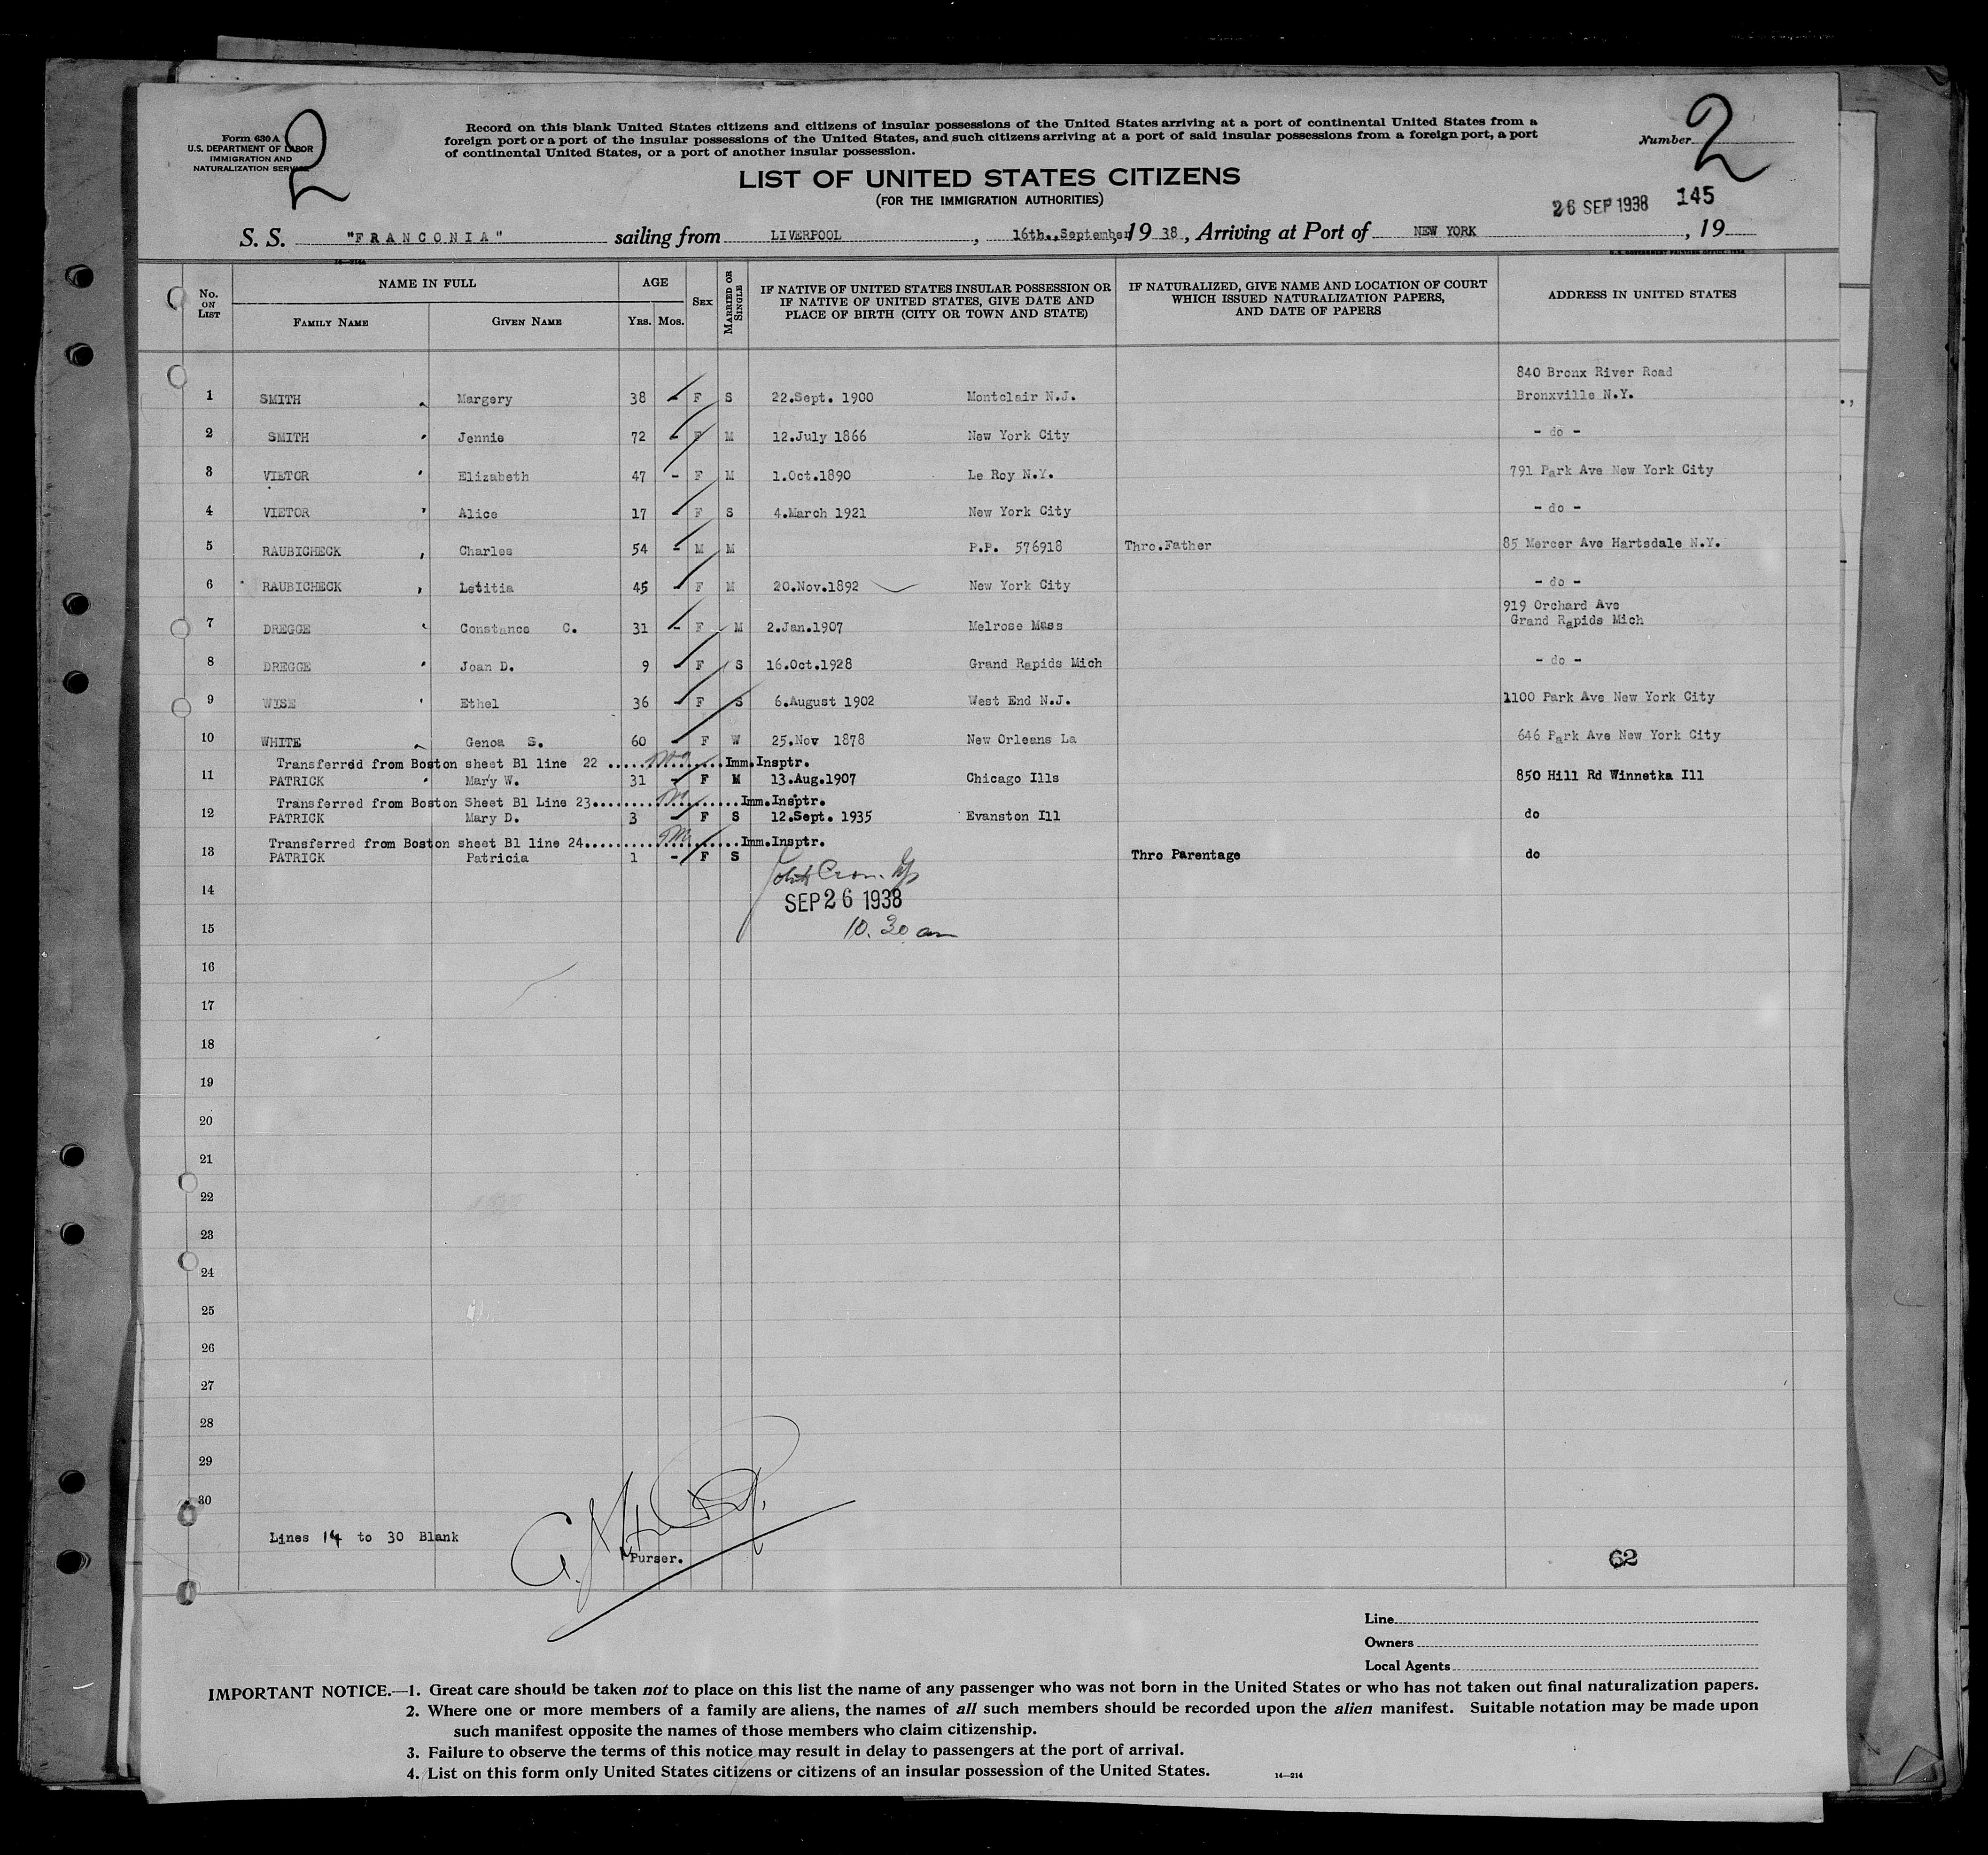 Form 630 A
U.S. DEPARTMENT OF LABOR
IMMIGRATION AND
NATURALIZATION SERVICE
2
Record on this blank United States citizens and citizens of insular possessions of the United States arriving at a port of continental United States from a
foreign port or a port of the insular possessions of the United States, and such citizens arriving at a port of said insular possessions from a foreign port, a port
of continental United States, or a port of another insular possession.
Number 2
LIST OF UNITED STATES CITIZENS
(FOR THE IMMIGRATION AUTHORITIES)
26 SEP 1938 145
S. S. "FRANCONIA" sailing from LIVERPOOL, 16th., September, 1938, Arriving at Port of NEW YORK, 19
U. S. GOVERNMENT PRINTING OFFICE
No. ON LIST
NAME IN FULL
FAMILY NAME GIVEN NAME
AGE
YRS. MOS.
SEX
MARRIED OR SINGLE
IF NATIVE OF UNITED STATES INSULAR POSSESSION OR
IF NATIVE OF UNITED STATES, GIVE DATE AND
PLACE OF BIRTH (CITY OR TOWN AND STATE)
IF NATURALIZED, GIVE NAME AND LOCATION OF COURT
WHICH ISSUED NATURALIZATION PAPERS,
AND DATE OF PAPERS
ADDRESS IN UNITED STATES
840 Bronx River Road
1 SMITH Margery 38 - F S 22.Sept. 1900 Montclair N.J. Bronxville N.Y.
2 SMITH Jennie 72 - F M 12.July 1866 New York City - do -
3 VIETOR Elizabeth 47 - F M 1.Oct.1890 Le Roy N.Y. 791 Park Ave New York City
4 VIETOR Alice 17 - F S 4.March 1921 New York City - do -
5 RAUBICHECK Charles 54 - M M P.P. 576918 Thro.Father 85 Mercer Ave Hartsdale N.Y.
6 RAUBICHECK Letitia 45 - F M 20.Nov.1892 New York City - do -
919 Orchard Ave
7 DREGGE Constance C. 31 - F M 2.Jan.1907 Melrose Mass Grand Rapids Mich
8 DREGGE Joan D. 9 - F S 16.Oct.1928 Grand Rapids Mich - do -
9 WISE Ethel 36 - F S 6.August 1902 West End N.J. 1100 Park Ave New York City
10 WHITE Genoa S. 60 - F W 25.Nov 1878 New Orleans La 646 Park Ave New York City
Transferred from Boston sheet B1 line 22 ............... Imm.Insptr.
11 PATRICK Mary W. 31 - F M 13.Aug.1907 Chicago Ills 850 Hill Rd Winnetka Ill
Transferred from Boston Sheet B1 Line 23............... Imm.Insptr.
12 PATRICK Mary D. 3 - F S 12.Sept. 1935 Evanston Ill do
Transferred from Boston sheet B1 line 24............... Imm.Insptr.
13 PATRICK Patricia 1 - F S Thro Parentage do
14
SEP 26 1938
15
10.30 am
16
17
18
19
20
21
22
23
24
25
26
27
28
29
30
Lines 14 to 30 Blank
Purser.
62
Line
Owners
Local Agents
IMPORTANT NOTICE.—1. Great care should be taken not to place on this list the name of any passenger who was not born in the United States or who has not taken out final naturalization papers.
2. Where one or more members of a family are aliens, the names of all such members should be recorded upon the alien manifest. Suitable notation may be made upon
such manifest opposite the names of those members who claim citizenship.
3. Failure to observe the terms of this notice may result in delay to passengers at the port of arrival.
4. List on this form only United States citizens or citizens of an insular possession of the United States.
14—214